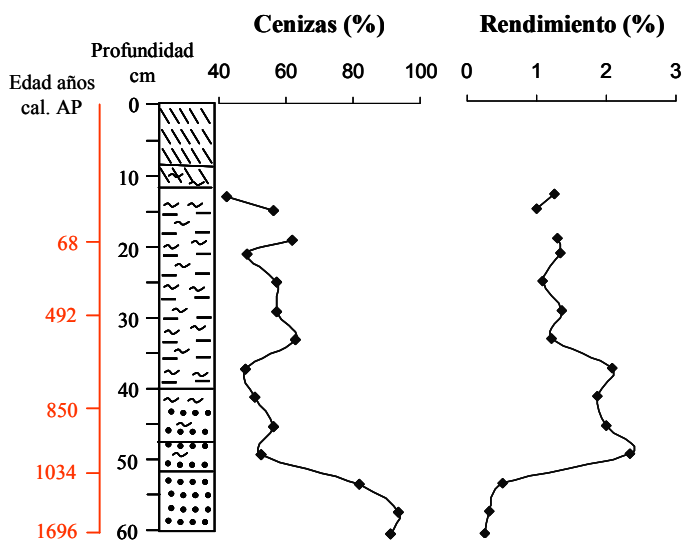 Cenizas (%)
Rendimiento (%)
Profundidad
cm
Edad años
cal. AP
40 60 80 100
0 1 2 3
0
10
68
20
492
30
40
850
50
1034
1696
60